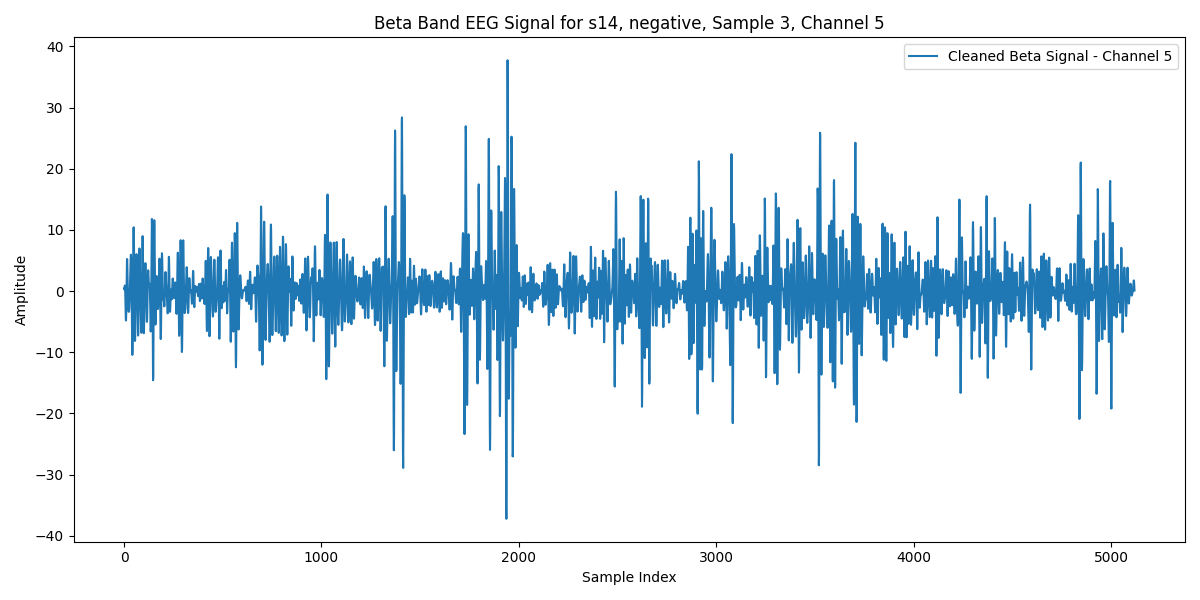 Beta Band EEG Signal for s14, negative, Sample 3, Channel 5
Cleaned Beta Signal - Channel 5
Amplitude
40
30
20
10
0
−10
−20
−30
−40
0 1000 2000 3000 4000 5000
Sample Index